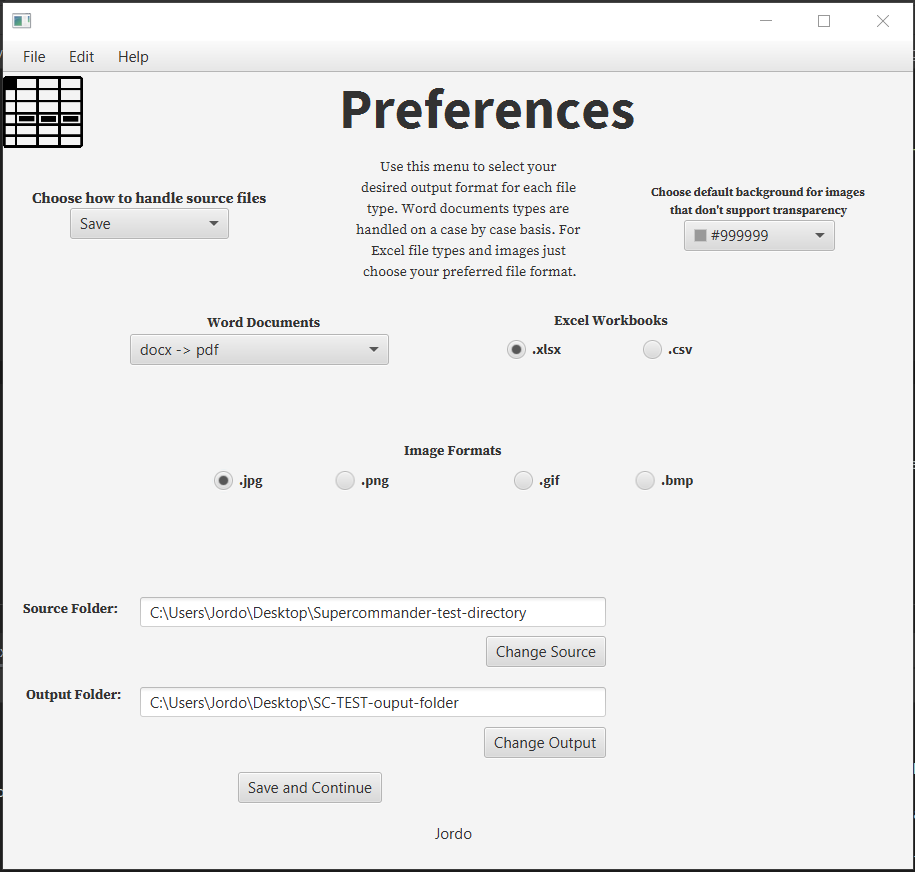 File Edit Help
Preferences
Use this menu to select your
desired output format for each file
type. Word documents types are
handled on a case by case basis. For
Excel file types and images just
choose your preferred file format.
Choose how to handle source files
Save
Choose default background for images
that don't support transparency
#999999
Word Documents
docx -> pdf
Excel Workbooks
.xlsx .csv
Image Formats
.jpg .png .gif .bmp
Source Folder: C:\Users\Jordo\Desktop\Supercommander-test-directory
Change Source
Output Folder: C:\Users\Jordo\Desktop\SC-TEST-ouput-folder
Change Output
Save and Continue
Jordo